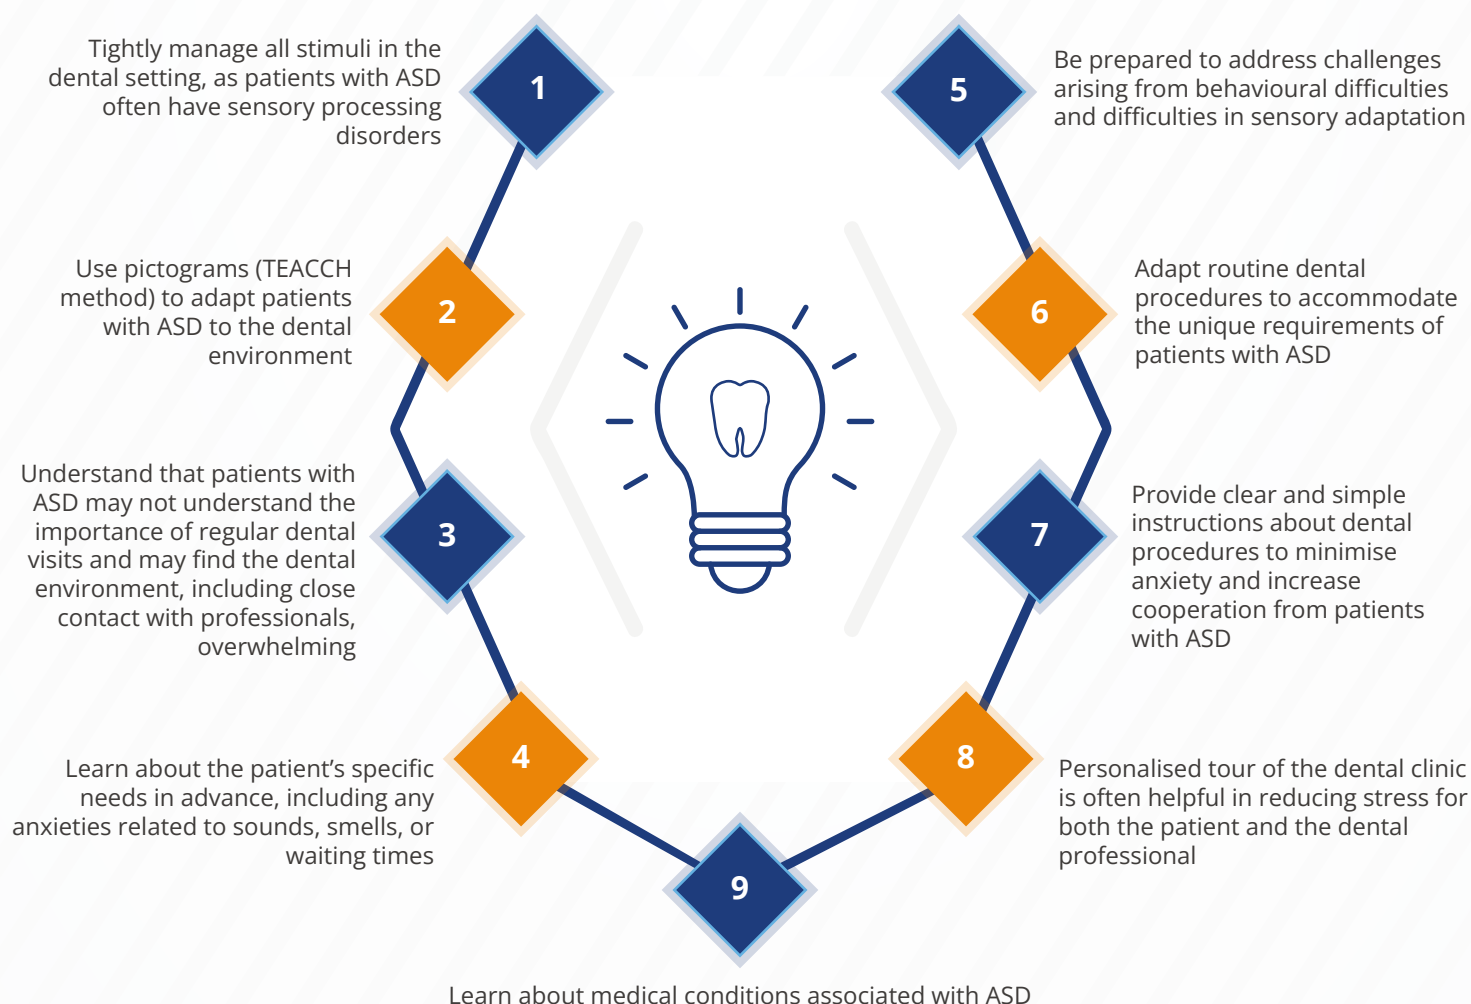 1
Tightly manage all stimuli in the
dental setting, as patients with ASD
often have sensory processing
disorders
2
Use pictograms (TEACCH
method) to adapt patients
with ASD to the dental
environment
3
Understand that patients with
ASD may not understand the
importance of regular dental
visits and may find the dental
environment, including close
contact with professionals,
overwhelming
4
Learn about the patient’s specific
needs in advance, including any
anxieties related to sounds, smells, or
waiting times
5
Be prepared to address challenges
arising from behavioural difficulties
and difficulties in sensory adaptation
6
Adapt routine dental
procedures to accommodate
the unique requirements of
patients with ASD
7
Provide clear and simple
instructions about dental
procedures to minimise
anxiety and increase
cooperation from patients
with ASD
8
Personalised tour of the dental clinic
is often helpful in reducing stress for
both the patient and the dental
professional
9
Learn about medical conditions associated with ASD